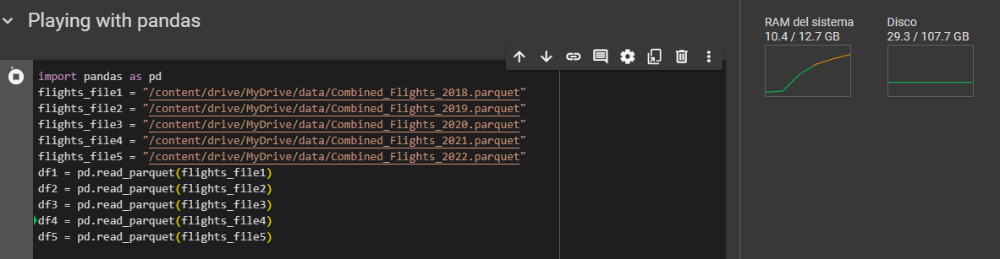 Playing with pandas
RAM del sistema
10.4 / 12.7 GB
Disco
29.3 / 107.7 GB
import pandas as pd
flights_file1 = "/content/drive/MyDrive/data/Combined_Flights_2018.parquet"
flights_file2 = "/content/drive/MyDrive/data/Combined_Flights_2019.parquet"
flights_file3 = "/content/drive/MyDrive/data/Combined_Flights_2020.parquet"
flights_file4 = "/content/drive/MyDrive/data/Combined_Flights_2021.parquet"
flights_file5 = "/content/drive/MyDrive/data/Combined_Flights_2022.parquet"
df1 = pd.read_parquet(flights_file1)
df2 = pd.read_parquet(flights_file2)
df3 = pd.read_parquet(flights_file3)
df4 = pd.read_parquet(flights_file4)
df5 = pd.read_parquet(flights_file5)